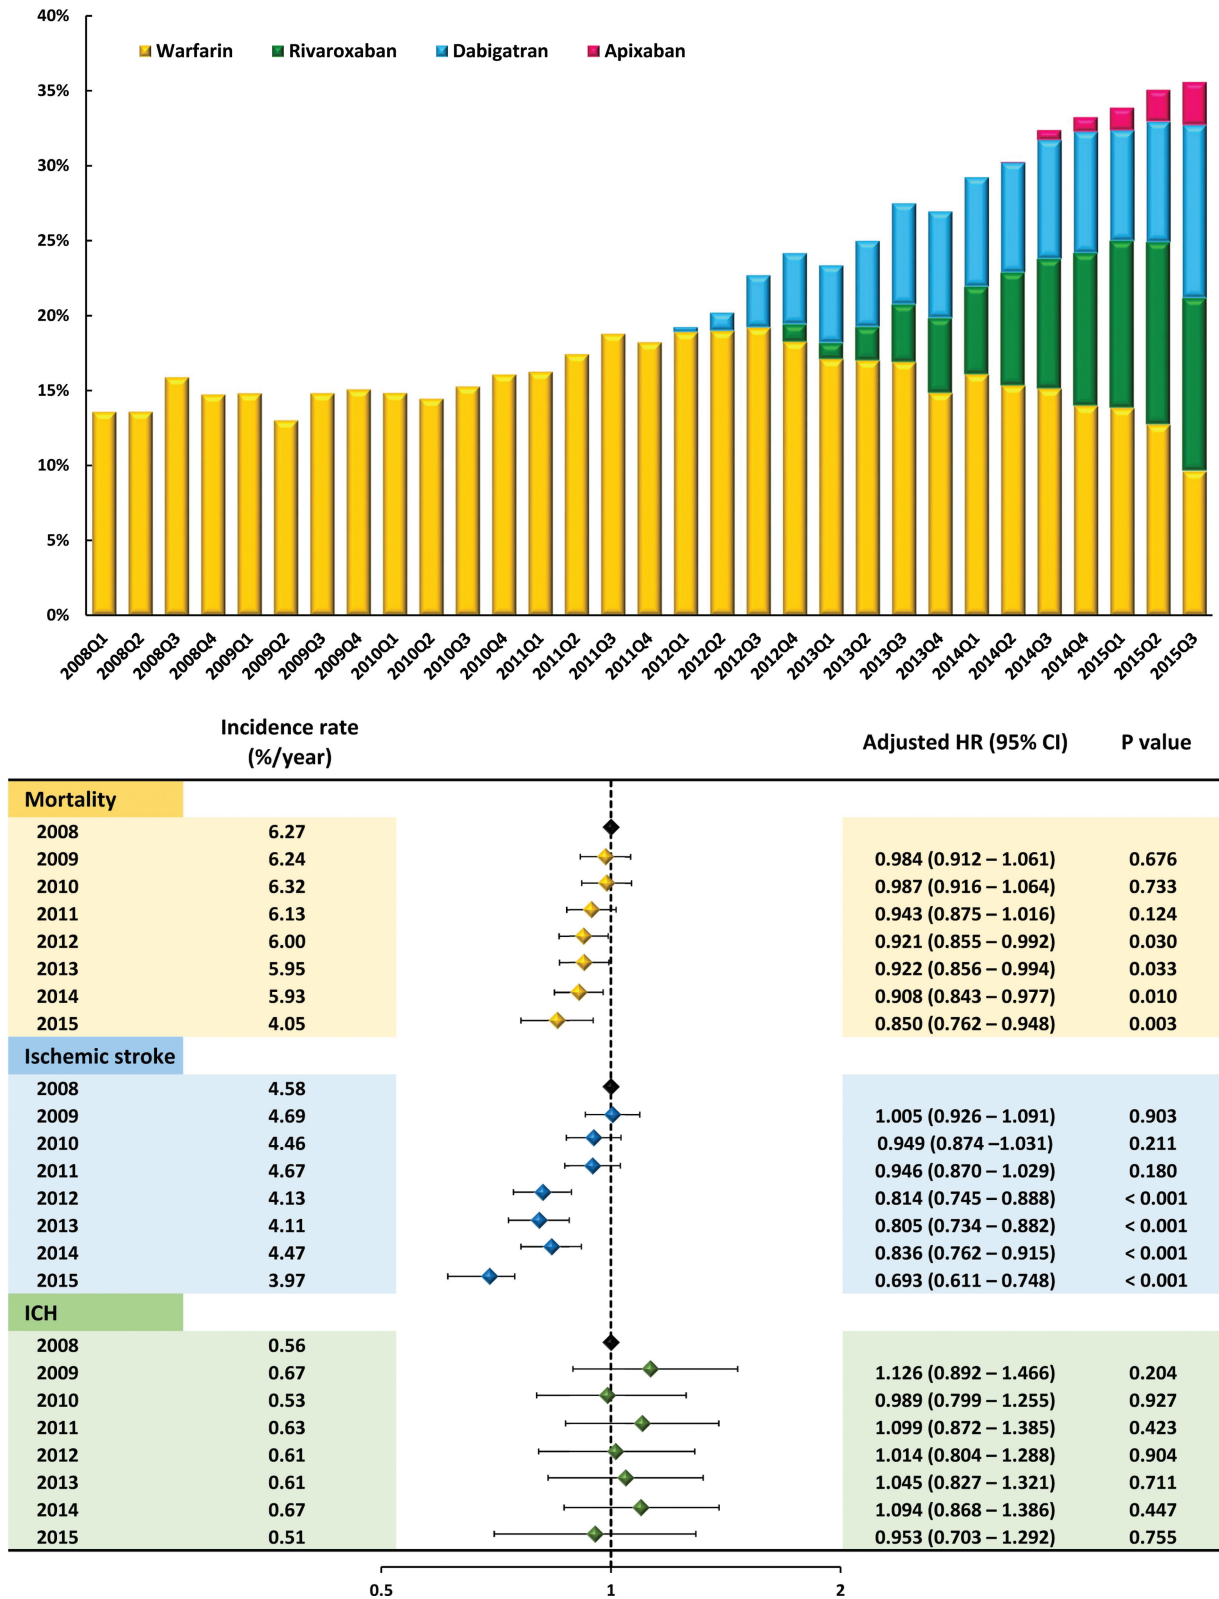 40%
Warfarin Rivaroxaban Dabigatran Apixaban
35%
30%
25%
20%
15%
10%
5%
0%
2008Q1 2008Q2 2008Q3 2008Q4 2009Q1 2009Q2 2009Q3 2009Q4 2010Q1 2010Q2 2010Q3 2010Q4 2011Q1 2011Q2 2011Q3 2011Q4 2012Q1 2012Q2 2012Q3 2012Q4 2013Q1 2013Q2 2013Q3 2013Q4 2014Q1 2014Q2 2014Q3 2014Q4 2015Q1 2015Q2 2015Q3
Incidence rate
(%/year)
Adjusted HR (95% CI) P value
Mortality
2008 6.27
2009 6.24 0.984 (0.912 – 1.061) 0.676
2010 6.32 0.987 (0.916 – 1.064) 0.733
2011 6.13 0.943 (0.875 – 1.016) 0.124
2012 6.00 0.921 (0.855 – 0.992) 0.030
2013 5.95 0.922 (0.856 – 0.994) 0.033
2014 5.93 0.908 (0.843 – 0.977) 0.010
2015 4.05 0.850 (0.762 – 0.948) 0.003
Ischemic stroke
2008 4.58
2009 4.69 1.005 (0.926 – 1.091) 0.903
2010 4.46 0.949 (0.874 –1.031) 0.211
2011 4.67 0.946 (0.870 – 1.029) 0.180
2012 4.13 0.814 (0.745 – 0.888) < 0.001
2013 4.11 0.805 (0.734 – 0.882) < 0.001
2014 4.47 0.836 (0.762 – 0.915) < 0.001
2015 3.97 0.693 (0.611 – 0.748) < 0.001
ICH
2008 0.56
2009 0.67 1.126 (0.892 – 1.466) 0.204
2010 0.53 0.989 (0.799 – 1.255) 0.927
2011 0.63 1.099 (0.872 – 1.385) 0.423
2012 0.61 1.014 (0.804 – 1.288) 0.904
2013 0.61 1.045 (0.827 – 1.321) 0.711
2014 0.67 1.094 (0.868 – 1.386) 0.447
2015 0.51 0.953 (0.703 – 1.292) 0.755
0.5 1 2